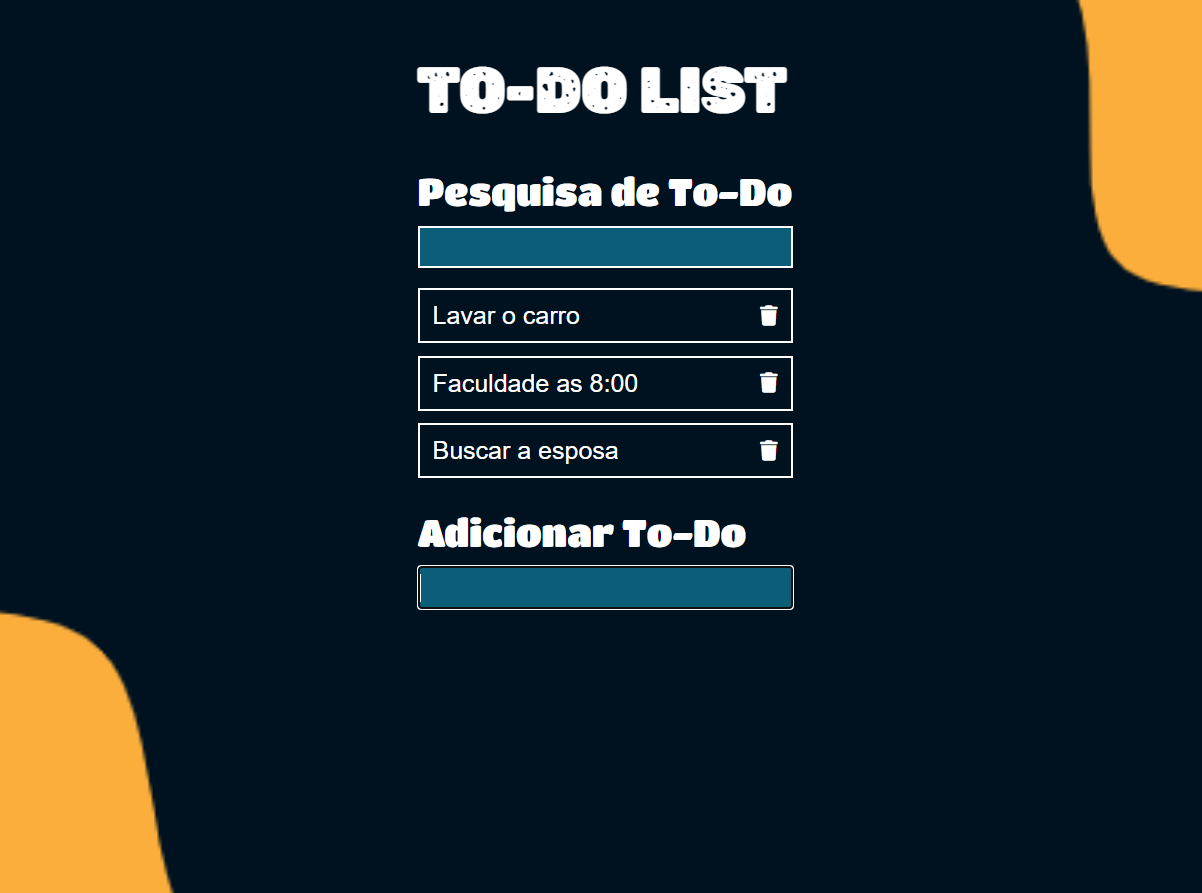 TO-DO LIST
Pesquisa de To-Do
Lavar o carro
Faculdade as 8:00
Buscar a esposa
Adicionar To-Do